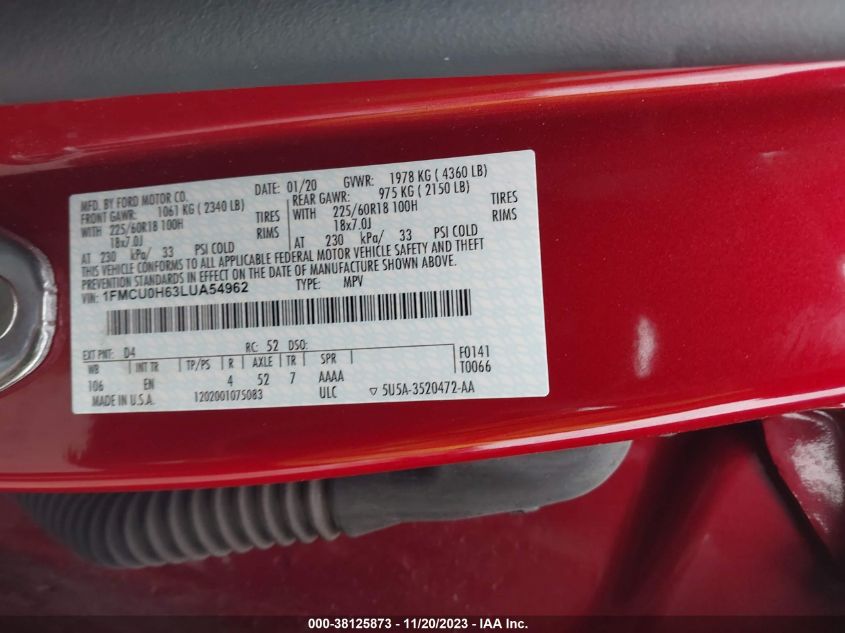 MFD. BY FORD MOTOR CO. DATE: 01/20 GVWR: 1978 KG ( 4360 LB)
FRONT GAWR: 1061 KG ( 2340 LB) REAR GAWR: 975 KG ( 2150 LB)
WITH 225/60R18 100H TIRES WITH 225/60R18 100H TIRES
18x7.0J RIMS 18x7.0J RIMS
AT 230 kPa/ 33 PSI COLD AT 230 kPa/ 33 PSI COLD
THIS VEHICLE CONFORMS TO ALL APPLICABLE FEDERAL MOTOR VEHICLE SAFETY AND THEFT
PREVENTION STANDARDS IN EFFECT ON THE DATE OF MANUFACTURE SHOWN ABOVE.
VIN: 1FMCU0H63LUA54962 TYPE: MPV
EXT PNT: D4 RC: 52 DSO: F0141
WB INT TR TP/PS R AXLE TR SPR T0066
106 EN 4 52 7 AAAA
MADE IN U.S.A. 1202001075083 ULC ▽ 5U5A-3520472-AA
000-38125873 - 11/20/2023 - IAA Inc.